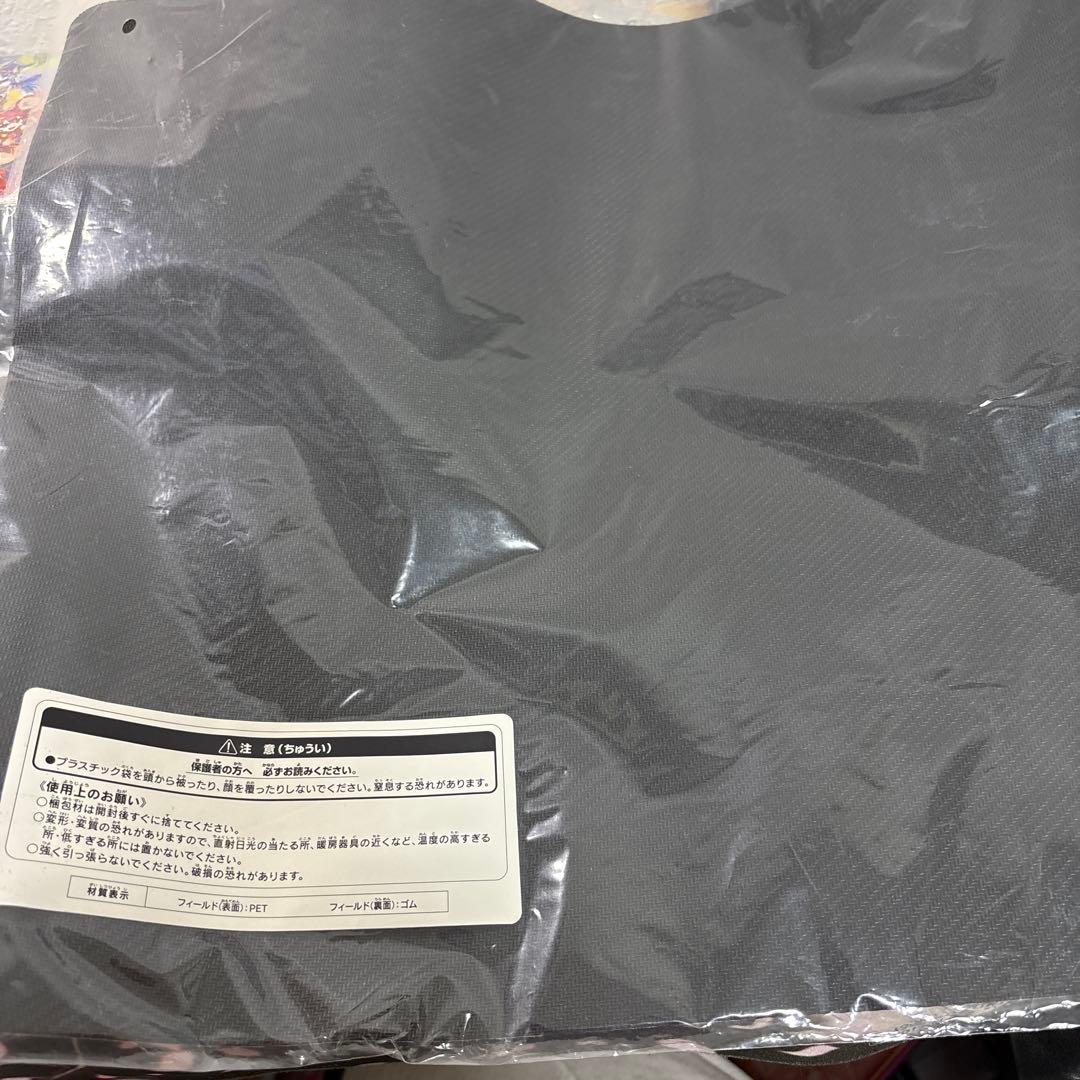 ⚠注 意(ちゅうい)
保護者の方へ 必ずお読みください。
●プラスチック袋を頭から被ったり、顔を覆ったりしないでください。窒息する恐れがあります。
《使用上のお願い》
○梱包材は開封後すぐに捨ててください。
○変形・変質の恐れがありますので、直射日光の当たる所、暖房器具の近くなど、温度の高すぎる
所・低すぎる所には置かないでください。
○強く引っ張らないでください。破損の恐れがあります。
材質表示 フィールド(表面):PET フィールド(裏面):ゴム